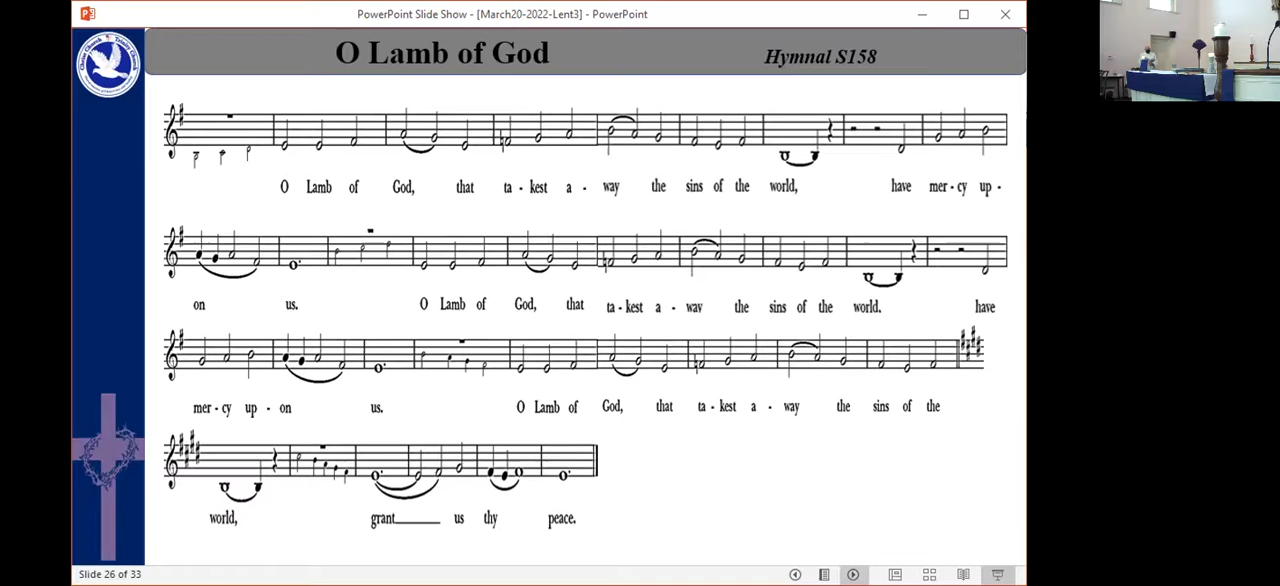 PowerPoint Slide Show - [March20-2022-Lent3] - PowerPoint
O Lamb of God
Hymnal S158
O Lamb of God, that ta - kest a - way the sins of the world, have mer - cy up -
on us. O Lamb of God, that ta - kest a - way the sins of the world. have
mer - cy up - on us. O Lamb of God, that ta - kest a - way the sins of the
world, grant____ us thy peace.
Slide 26 of 33